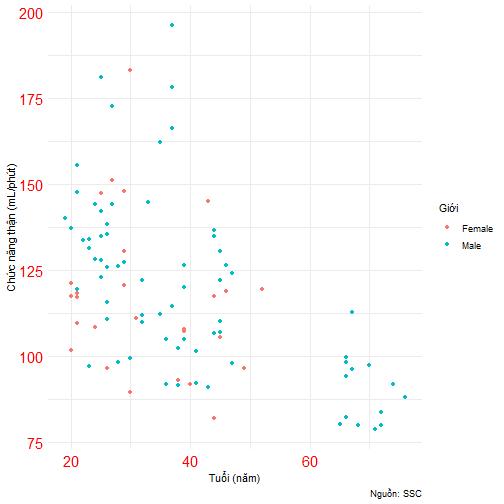 200
175
150
125
100
75
Chức năng thận (mL/phút)
20
40
60
Tuổi (năm)
Giới
Female
Male
Nguồn: SSC